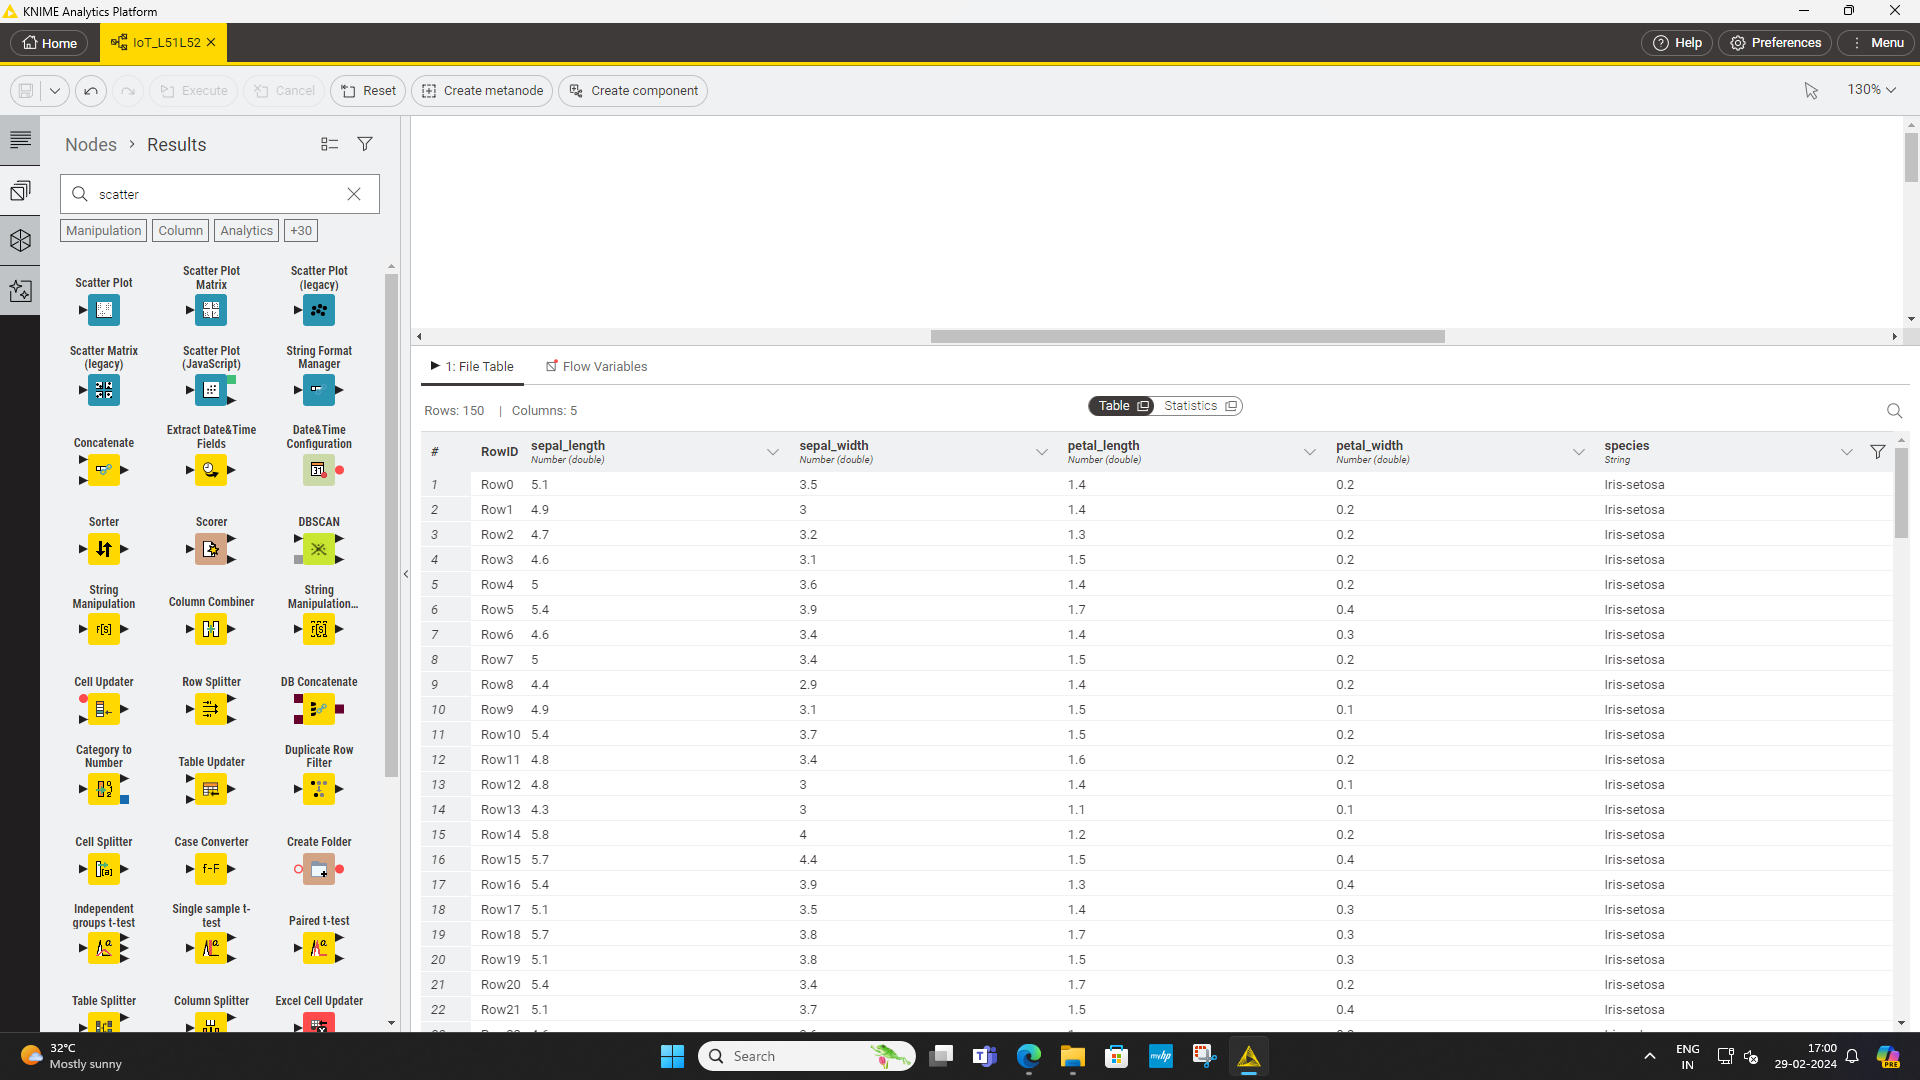 KNIME Analytics Platform
Home
IoT_L51L52
Help
Preferences
Menu
Execute
Cancel
Reset
Create metanode
Create component
130%
Nodes > Results
scatter
Manipulation Column Analytics +30
Scatter Plot
Scatter Plot Matrix
Scatter Plot (legacy)
Scatter Matrix (legacy)
Scatter Plot (JavaScript)
String Format Manager
Concatenate
Extract Date&Time Fields
Date&Time Configuration
Sorter
Scorer
DBSCAN
String Manipulation
Column Combiner
String Manipulation...
Cell Updater
Row Splitter
DB Concatenate
Category to Number
Table Updater
Duplicate Row Filter
Cell Splitter
Case Converter
Create Folder
Independent groups t-test
Single sample t-test
Paired t-test
Table Splitter
Column Splitter
Excel Cell Updater
1: File Table
Flow Variables
Rows: 150 | Columns: 5
Table
Statistics
# RowID sepal_length sepal_width petal_length petal_width species
Number (double) Number (double) Number (double) Number (double) String
1 Row0 5.1 3.5 1.4 0.2 Iris-setosa
2 Row1 4.9 3 1.4 0.2 Iris-setosa
3 Row2 4.7 3.2 1.3 0.2 Iris-setosa
4 Row3 4.6 3.1 1.5 0.2 Iris-setosa
5 Row4 5 3.6 1.4 0.2 Iris-setosa
6 Row5 5.4 3.9 1.7 0.4 Iris-setosa
7 Row6 4.6 3.4 1.4 0.3 Iris-setosa
8 Row7 5 3.4 1.5 0.2 Iris-setosa
9 Row8 4.4 2.9 1.4 0.2 Iris-setosa
10 Row9 4.9 3.1 1.5 0.1 Iris-setosa
11 Row10 5.4 3.7 1.5 0.2 Iris-setosa
12 Row11 4.8 3.4 1.6 0.2 Iris-setosa
13 Row12 4.8 3 1.4 0.1 Iris-setosa
14 Row13 4.3 3 1.1 0.1 Iris-setosa
15 Row14 5.8 4 1.2 0.2 Iris-setosa
16 Row15 5.7 4.4 1.5 0.4 Iris-setosa
17 Row16 5.4 3.9 1.3 0.4 Iris-setosa
18 Row17 5.1 3.5 1.4 0.3 Iris-setosa
19 Row18 5.7 3.8 1.7 0.3 Iris-setosa
20 Row19 5.1 3.8 1.5 0.3 Iris-setosa
21 Row20 5.4 3.4 1.7 0.2 Iris-setosa
22 Row21 5.1 3.7 1.5 0.4 Iris-setosa
32°C
Mostly sunny
Search
ENG
IN
17:00
29-02-2024